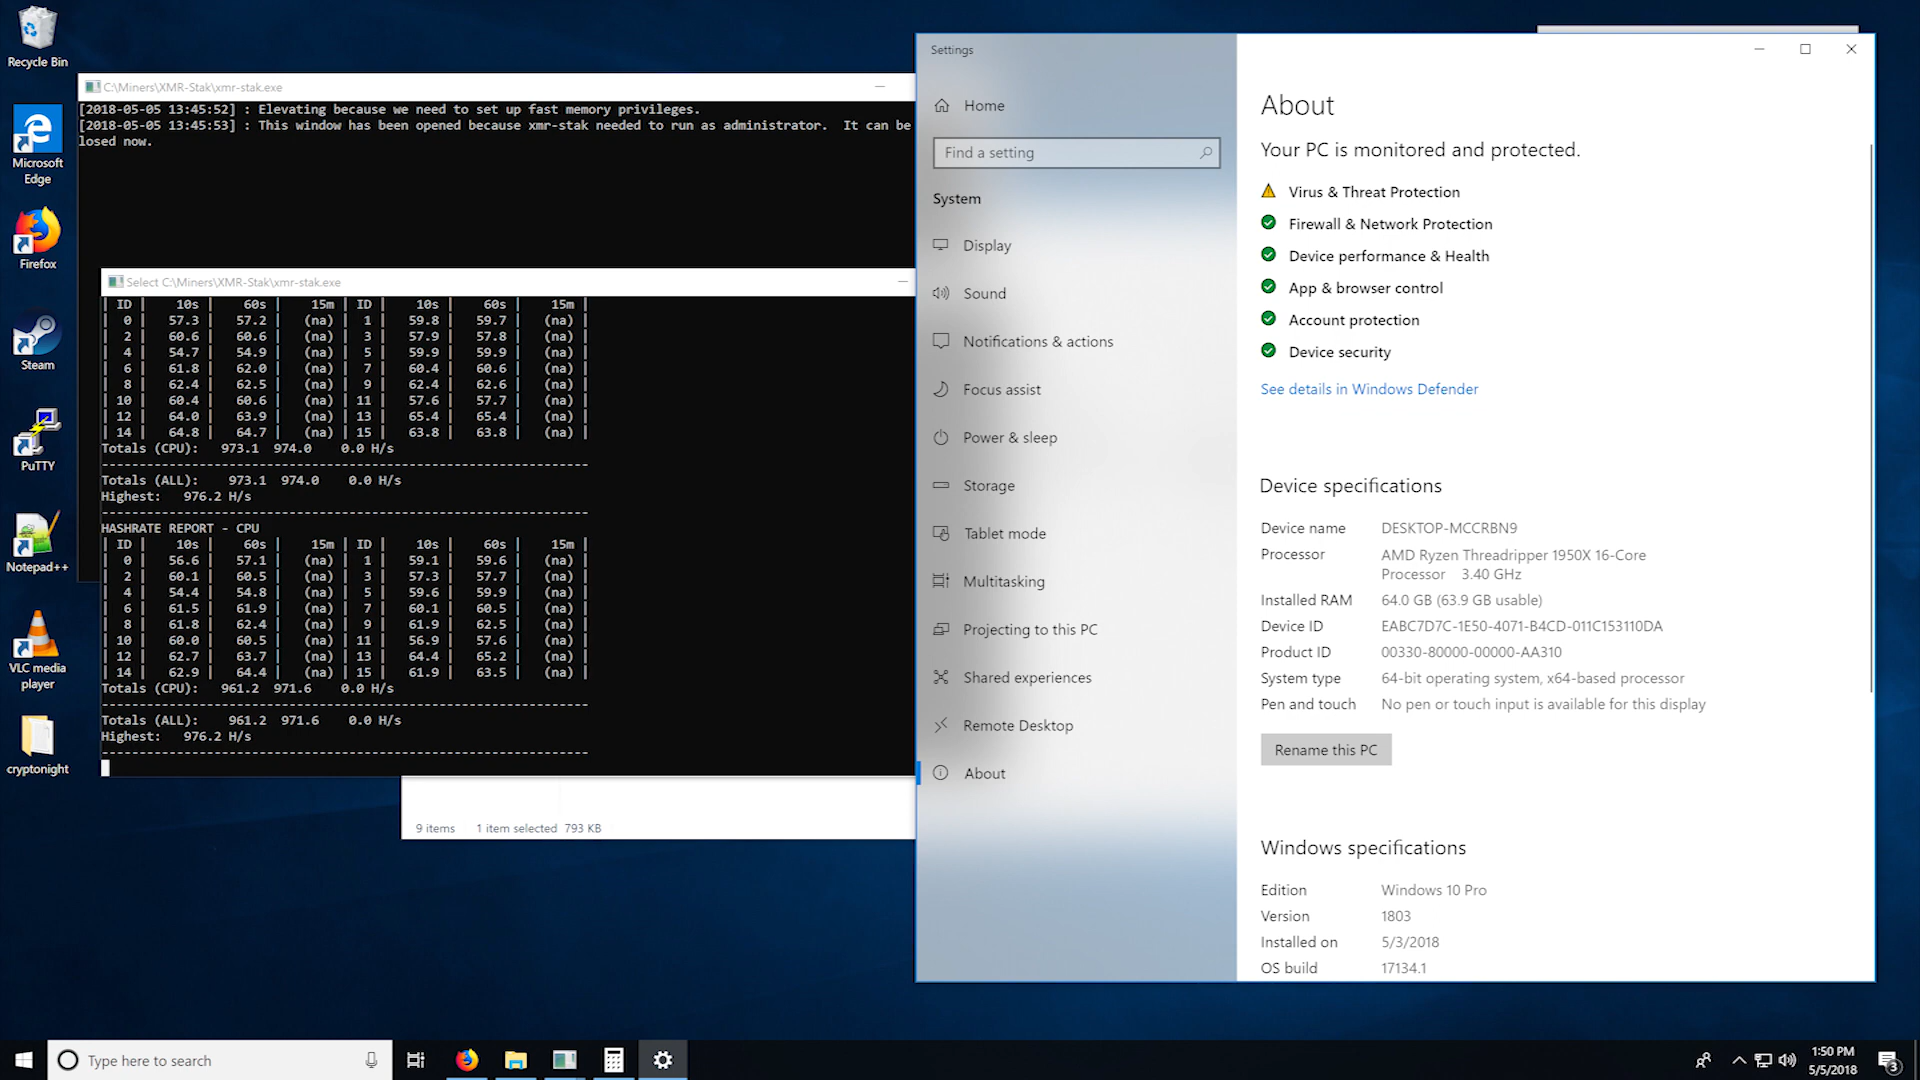 Recycle Bin
Microsoft
Edge
Firefox
Steam
PuTTY
Notepad++
VLC media
player
cryptonight
C:\Miners\XMR-Stak\xmr-stak.exe
[2018-05-05 13:45:52] : Elevating because we need to set up fast memory privileges.
[2018-05-05 13:45:53] : This window has been opened because xmr-stak needed to run as administrator.  It can be
losed now.
Select C:\Miners\XMR-Stak\xmr-stak.exe
| ID |   10s |   60s |   15m | ID |   10s |   60s |   15m |
|  0 |  57.3 |  57.2 |  (na) |  1 |  59.8 |  59.7 |  (na) |
|  2 |  60.6 |  60.6 |  (na) |  3 |  57.9 |  57.8 |  (na) |
|  4 |  54.7 |  54.9 |  (na) |  5 |  59.9 |  59.9 |  (na) |
|  6 |  61.8 |  62.0 |  (na) |  7 |  60.4 |  60.6 |  (na) |
|  8 |  62.4 |  62.5 |  (na) |  9 |  62.4 |  62.6 |  (na) |
| 10 |  60.4 |  60.6 |  (na) | 11 |  57.6 |  57.7 |  (na) |
| 12 |  64.0 |  63.9 |  (na) | 13 |  65.4 |  65.4 |  (na) |
| 14 |  64.8 |  64.7 |  (na) | 15 |  63.8 |  63.8 |  (na) |
Totals (CPU):   973.1  974.0    0.0 H/s
-----------------------------------------------------------------
Totals (ALL):    973.1  974.0    0.0 H/s
Highest:   976.2 H/s
-----------------------------------------------------------------
HASHRATE REPORT - CPU
| ID |   10s |   60s |   15m | ID |   10s |   60s |   15m |
|  0 |  56.6 |  57.1 |  (na) |  1 |  59.1 |  59.6 |  (na) |
|  2 |  60.1 |  60.5 |  (na) |  3 |  57.3 |  57.7 |  (na) |
|  4 |  54.4 |  54.8 |  (na) |  5 |  59.6 |  59.9 |  (na) |
|  6 |  61.5 |  61.9 |  (na) |  7 |  60.1 |  60.5 |  (na) |
|  8 |  61.8 |  62.4 |  (na) |  9 |  61.9 |  62.5 |  (na) |
| 10 |  60.0 |  60.5 |  (na) | 11 |  56.9 |  57.6 |  (na) |
| 12 |  62.7 |  63.7 |  (na) | 13 |  64.4 |  65.2 |  (na) |
| 14 |  62.9 |  64.4 |  (na) | 15 |  61.9 |  63.5 |  (na) |
Totals (CPU):   961.2  971.6    0.0 H/s
-----------------------------------------------------------------
Totals (ALL):    961.2  971.6    0.0 H/s
Highest:   976.2 H/s
-----------------------------------------------------------------
9 items 1 item selected 793 KB
Settings
Home
Find a setting
System
Display
Sound
Notifications & actions
Focus assist
Power & sleep
Storage
Tablet mode
Multitasking
Projecting to this PC
Shared experiences
Remote Desktop
About
About
Your PC is monitored and protected.
Virus & Threat Protection
Firewall & Network Protection
Device performance & Health
App & browser control
Account protection
Device security
See details in Windows Defender
Device specifications
Device name DESKTOP-MCCRBN9
Processor AMD Ryzen Threadripper 1950X 16-Core
Processor 3.40 GHz
Installed RAM 64.0 GB (63.9 GB usable)
Device ID EABC7D7C-1E50-4071-B4CD-011C153110DA
Product ID 00330-80000-00000-AA310
System type 64-bit operating system, x64-based processor
Pen and touch No pen or touch input is available for this display
Rename this PC
Windows specifications
Edition Windows 10 Pro
Version 1803
Installed on 5/3/2018
OS build 17134.1
Type here to search
1:50 PM
5/5/2018
3